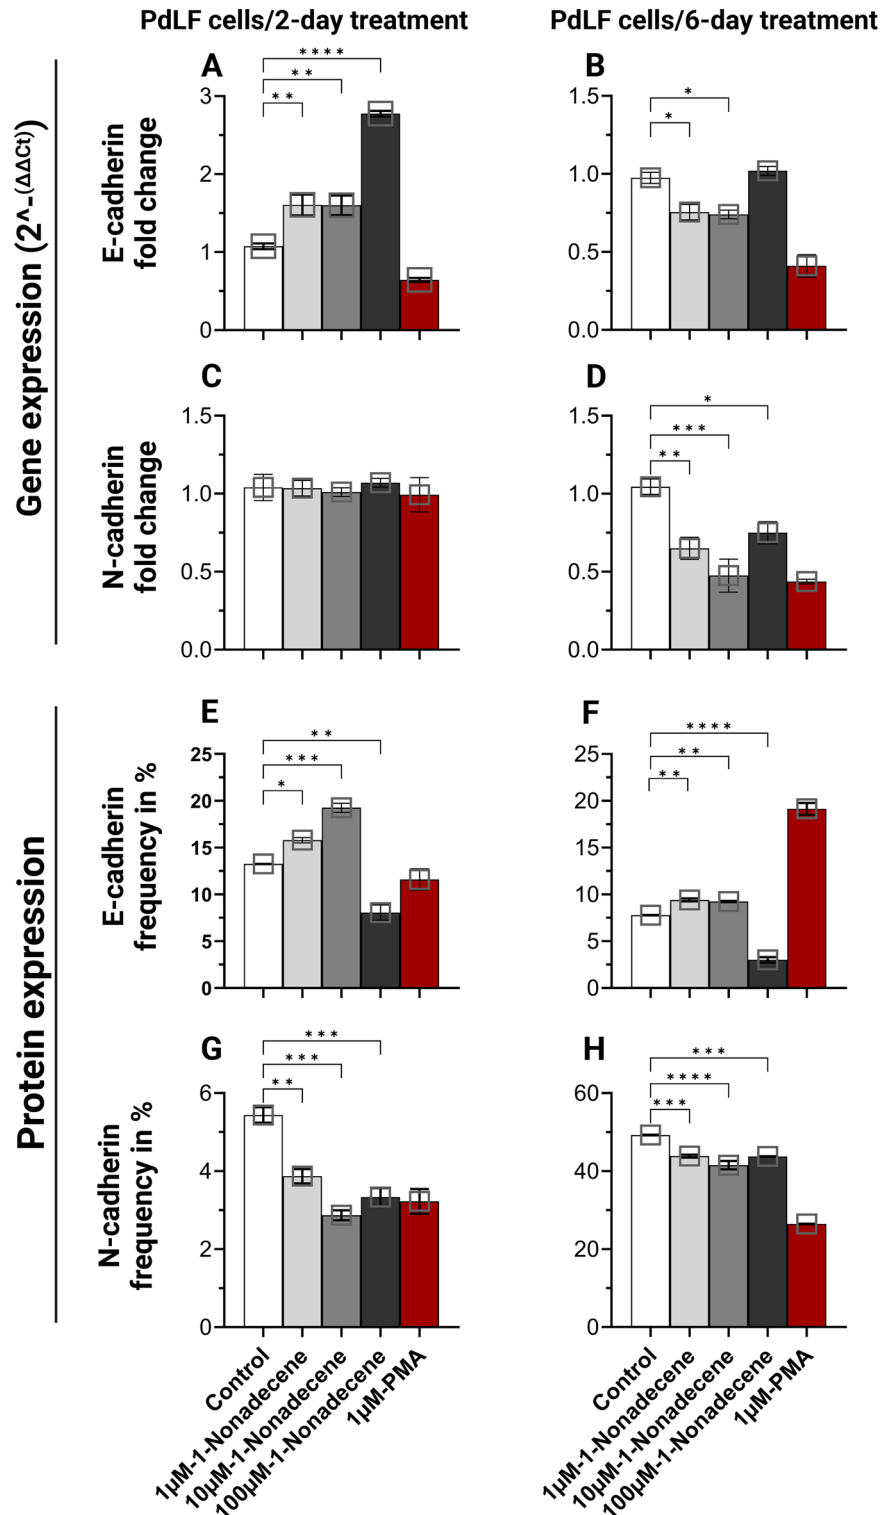 PdLF cells/2-day treatment
PdLF cells/6-day treatment
Gene expression (2^-(ΔΔCt))
A
E-cadherin
fold change
3
2
1
0
* *
* *
* * * *
B
1.5
1.0
0.5
0.0
*
*
C
N-cadherin
fold change
1.5
1.0
0.5
0.0
D
1.5
1.0
0.5
0.0
*
* * *
* *
Protein expression
E
E-cadherin
frequency in %
25
20
15
10
5
0
* *
* * *
*
F
25
20
15
10
5
0
* * * *
* *
* *
G
N-cadherin
frequency in %
6
4
2
0
* * *
* * *
* *
H
60
40
20
0
* * *
* * * *
* * *
Control
1µM-1-Nonadecene
10µM-1-Nonadecene
100µM-1-Nonadecene
1µM-PMA
Control
1µM-1-Nonadecene
10µM-1-Nonadecene
100µM-1-Nonadecene
1µM-PMA